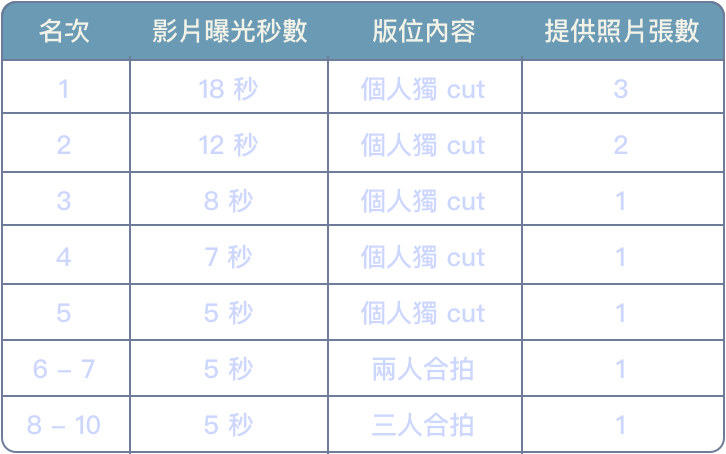 名次 影片曝光秒數 版位內容 提供照片張數
1 18 秒 個人獨 cut 3
2 12 秒 個人獨 cut 2
3 8 秒 個人獨 cut 1
4 7 秒 個人獨 cut 1
5 5 秒 個人獨 cut 1
6 – 7 5 秒 兩人合拍 1
8 – 10 5 秒 三人合拍 1